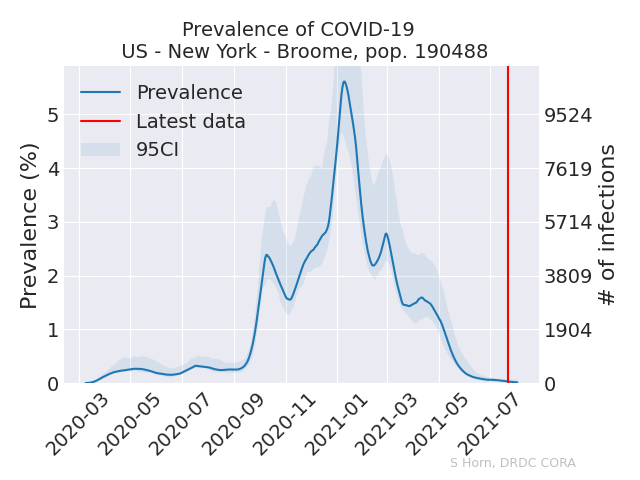 Prevalence of COVID-19
US - New York - Broome, pop. 190488
Prevalence
Latest data
95CI
Prevalence (%)
5
4
3
2
1
0
9524
7619
5714
3809
1904
0
# of infections
2020-03
2020-05
2020-07
2020-09
2020-11
2021-01
2021-03
2021-05
2021-07
S Horn, DRDC CORA